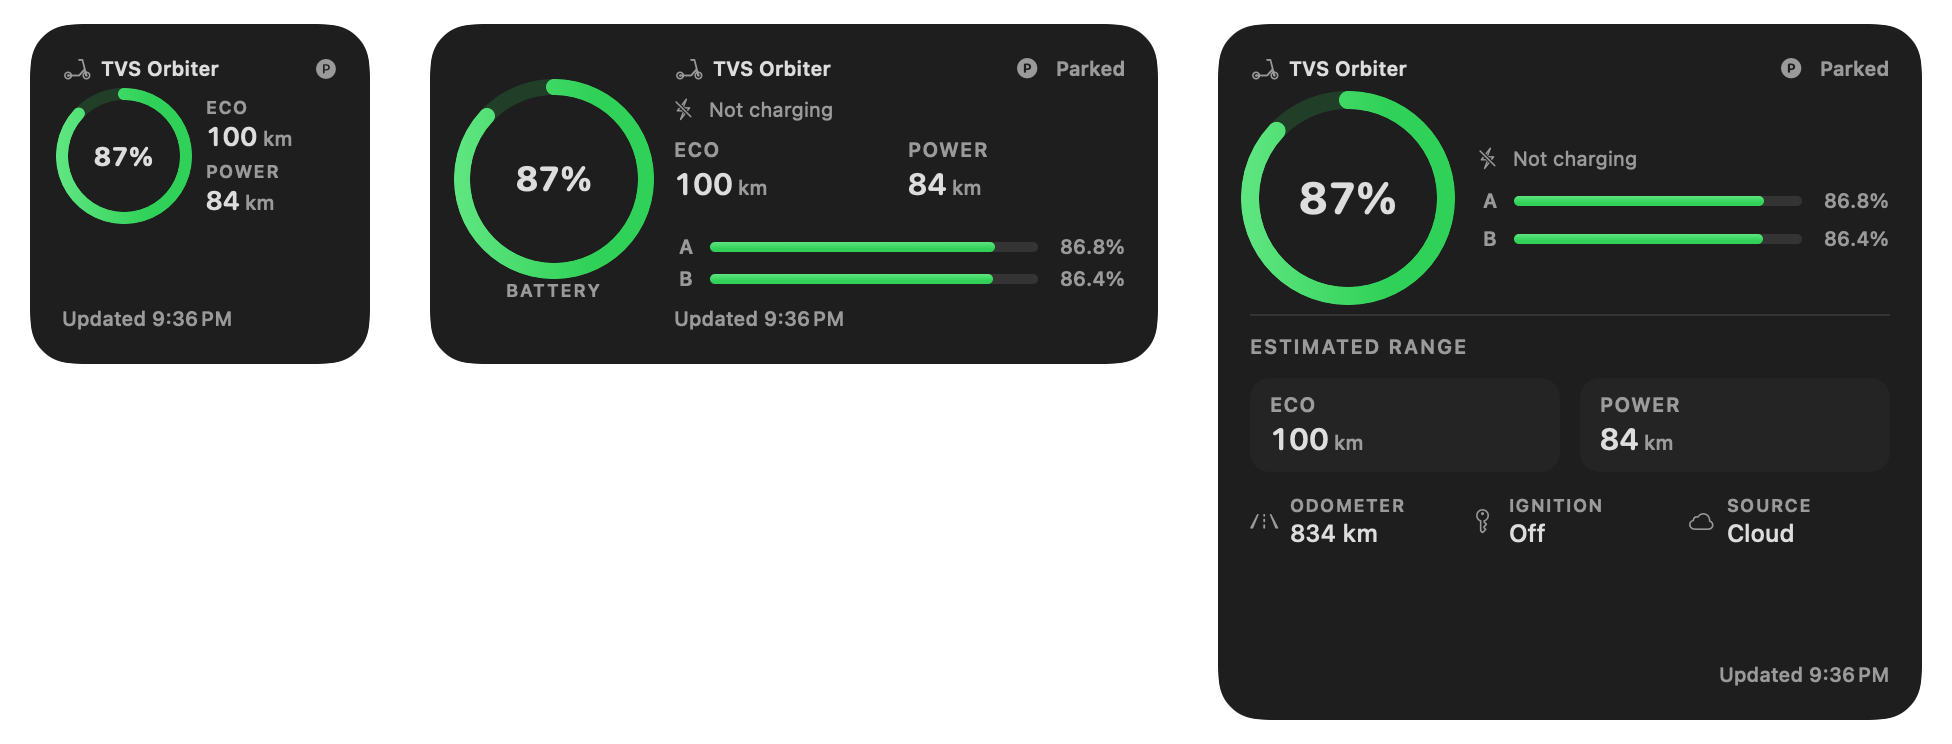 TVS Orbiter P
ECO
100 km
87%
POWER
84 km
Updated 9:36 PM
TVS Orbiter P Parked
Not charging
ECO POWER
100 km 84 km
87%
A 86.8%
B 86.4%
BATTERY
Updated 9:36 PM
TVS Orbiter P Parked
Not charging
87%
A 86.8%
B 86.4%
ESTIMATED RANGE
ECO POWER
100 km 84 km
ODOMETER IGNITION SOURCE
834 km Off Cloud
Updated 9:36 PM